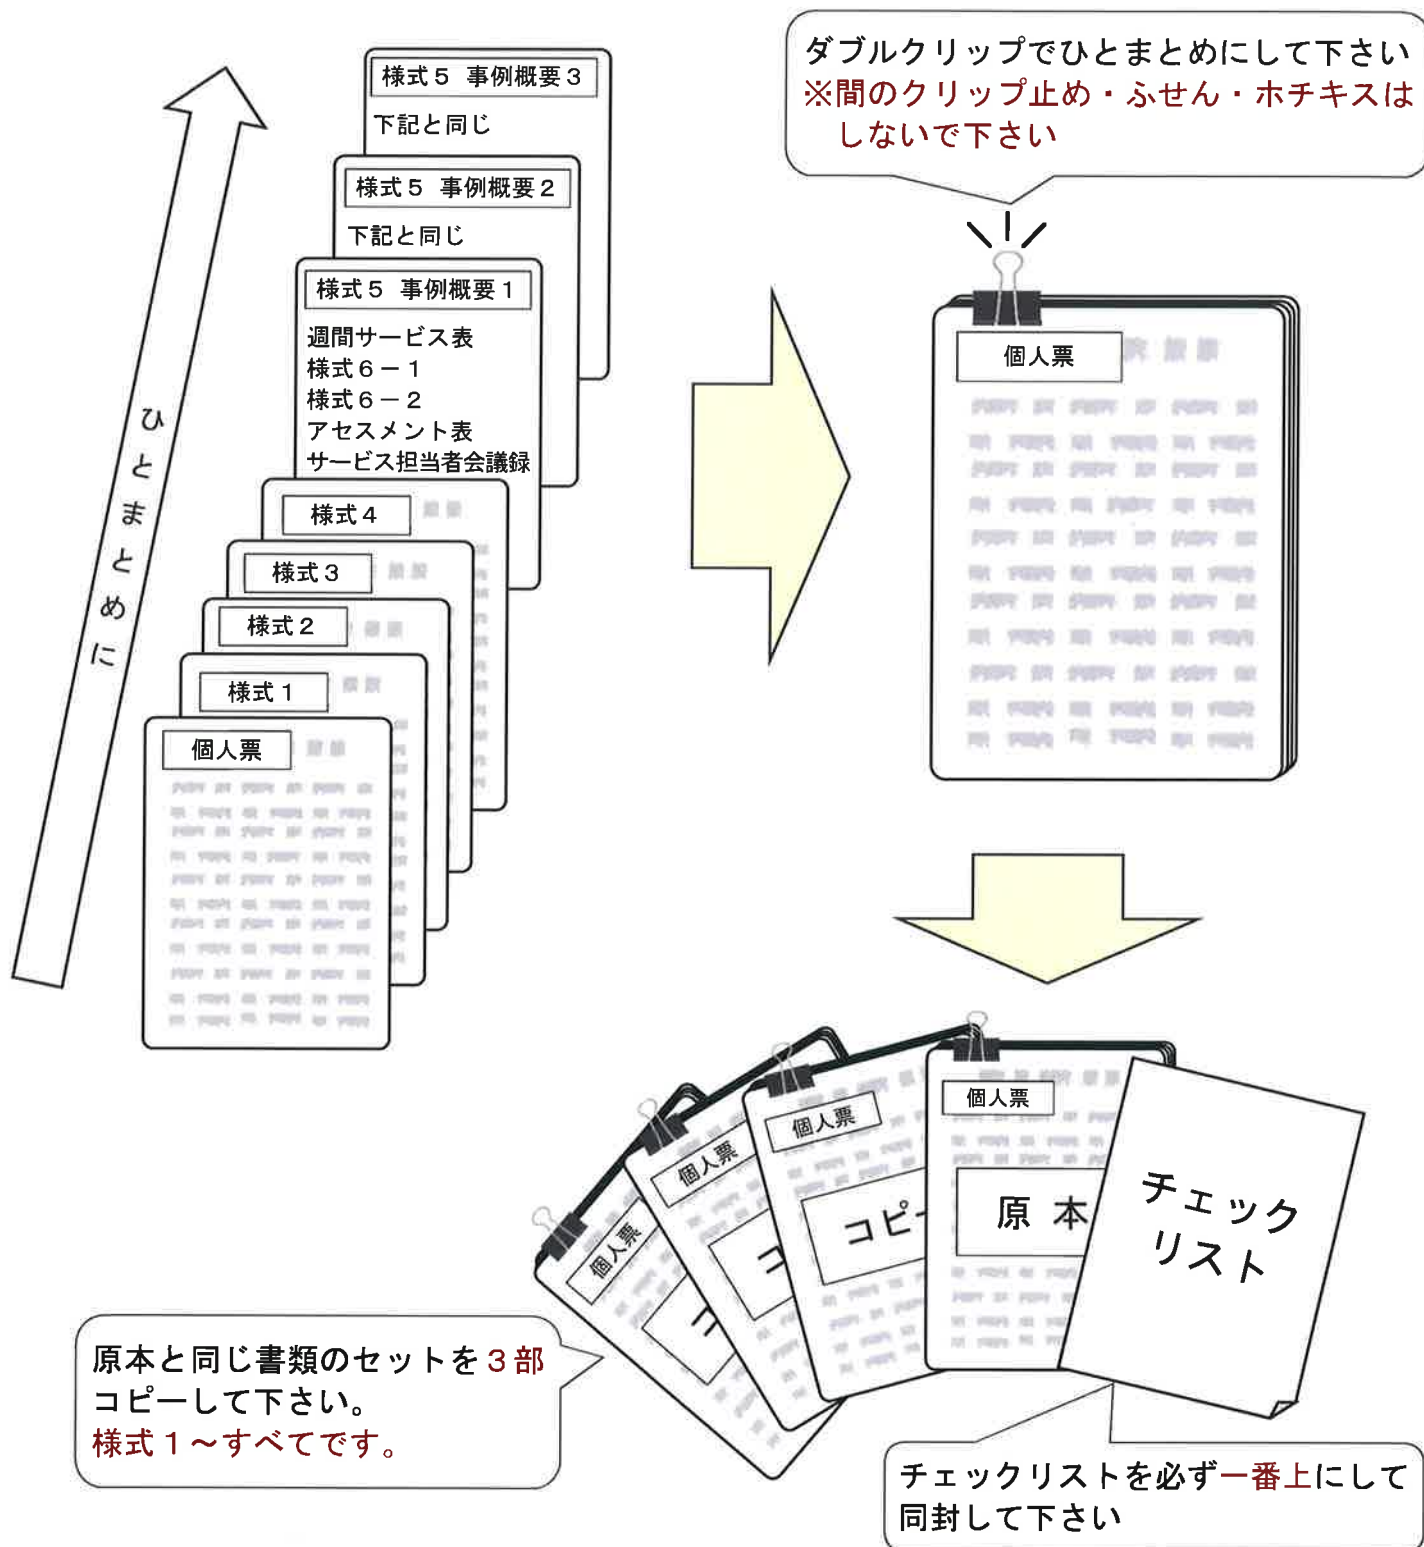 様式5 事例概要3
下記と同じ
様式5 事例概要2
下記と同じ
様式5 事例概要1
週間サービス表
様式6－1
様式6－2
アセスメント表
サービス担当者会議録
様式4
様式3
様式2
様式1
個人票
ひとまとめに
ダブルクリップでひとまとめにして下さい
※間のクリップ止め・ふせん・ホチキスは
しないで下さい
個人票
個人票
コ
個人票
コ
個人票
コピー
個人票
原本
チェック
リスト
原本と同じ書類のセットを3部
コピーして下さい。
様式1～すべてです。
チェックリストを必ず一番上にして
同封して下さい